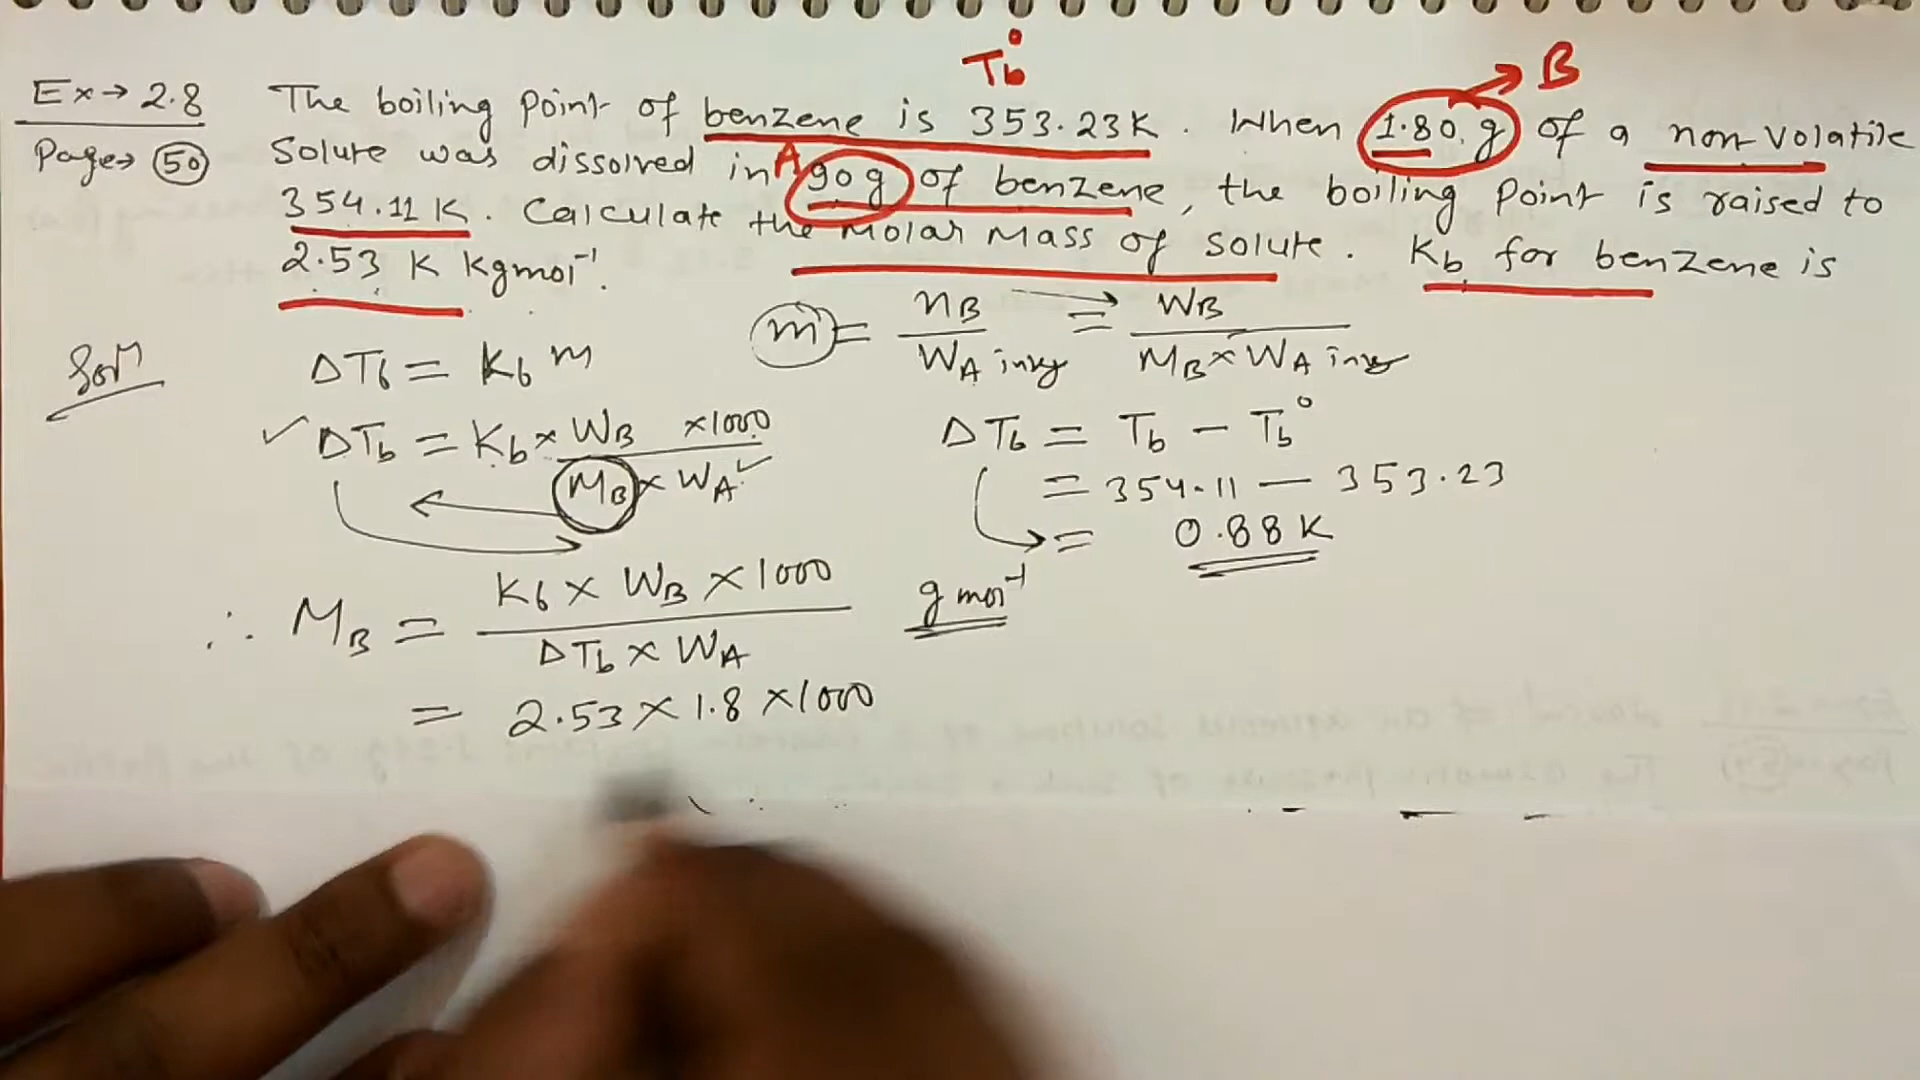 Tb°
Ex→ 2.8
Page→ 50
The boiling point of benzene is 353.23K. When 1.80 g of a non-volatile
B
Solute was dissolved in 90 g of benzene, the boiling point is raised to
A
354.11 K. Calculate the Molar Mass of solute. Kb for benzene is
2.53 K Kgmol⁻¹.
Solⁿ
ΔTb = Kb m
m = nB / WA in kg = WB / MB × WA in kg
ΔTb = Kb × WB ×1000 / MB × WA
ΔTb = Tb − Tb°
= 354.11 — 353.23
= 0.88 K
∴ MB = Kb × WB × 1000 / ΔTb × WA g mol⁻¹
= 2.53 × 1.8 × 1000